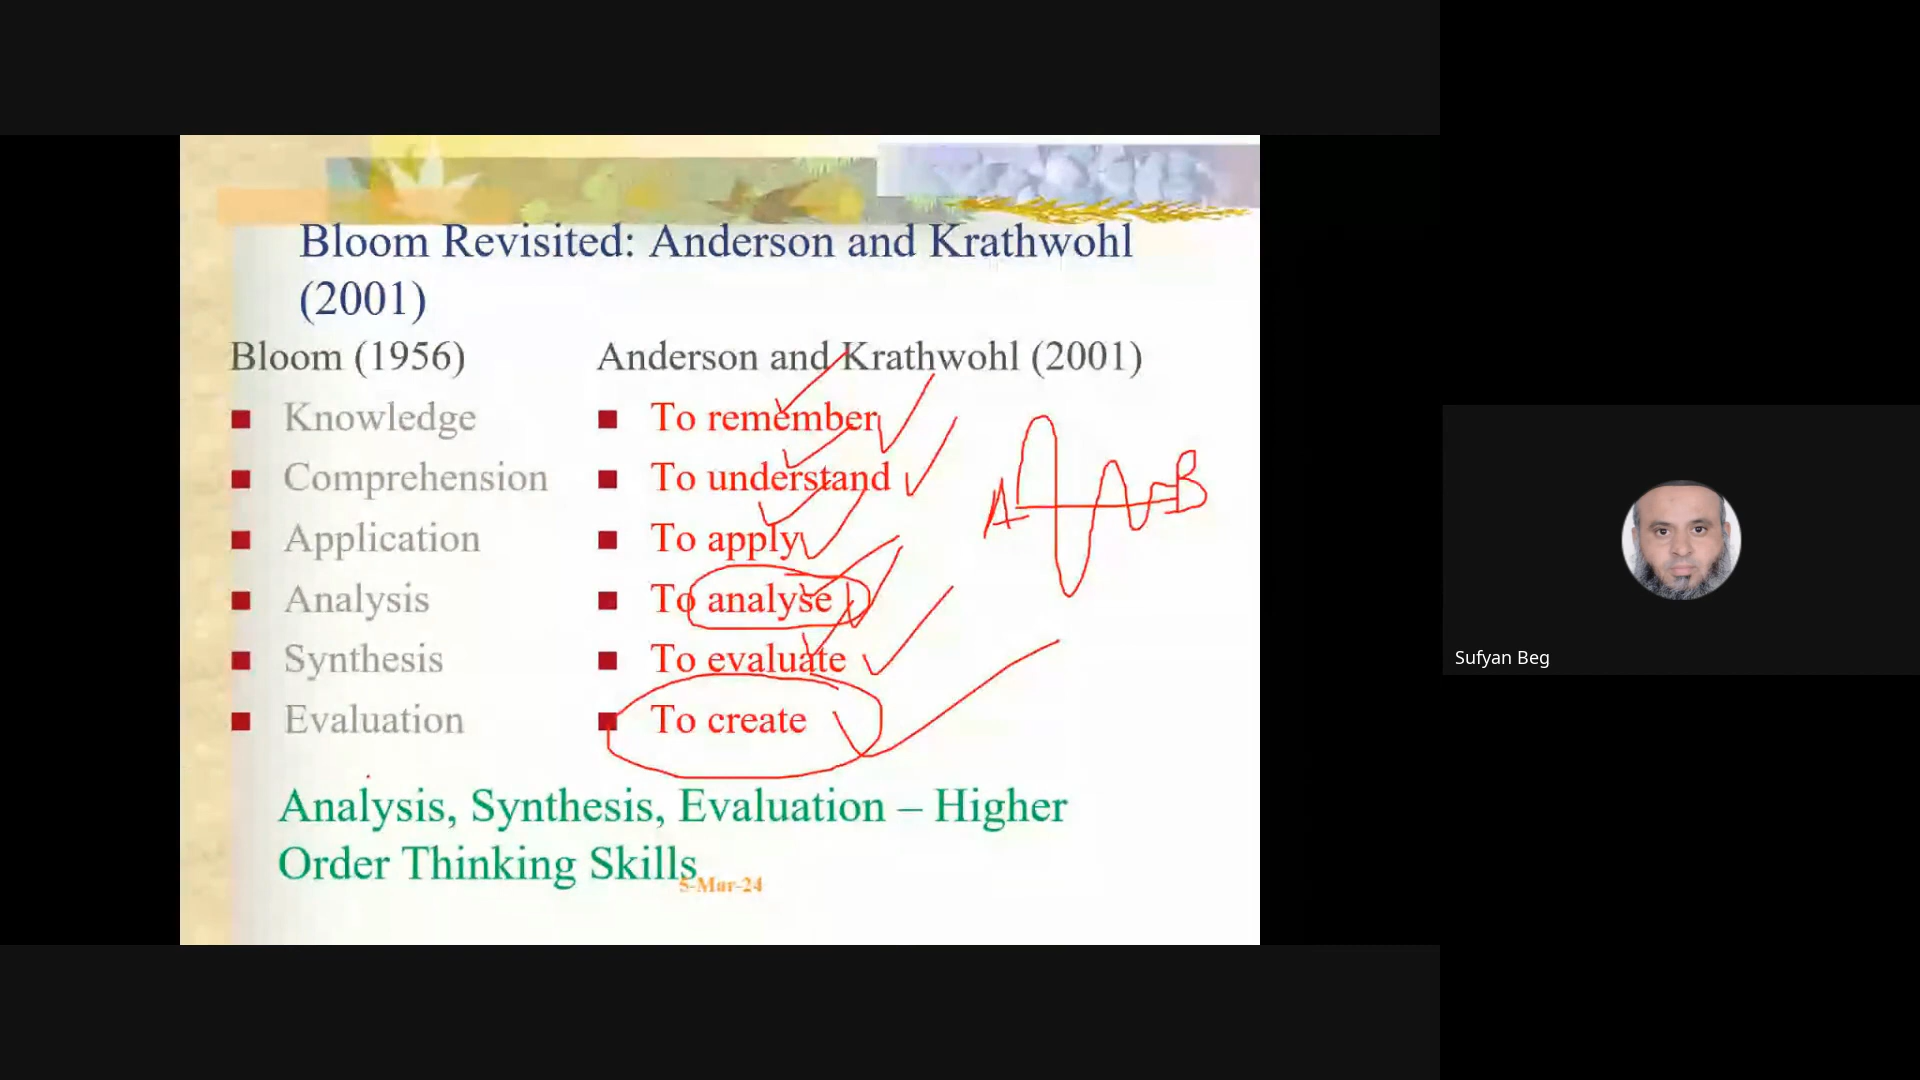 Bloom Revisited: Anderson and Krathwohl
(2001)
Bloom (1956)
Anderson and Krathwohl (2001)
Knowledge
To remember
Comprehension
To understand
Application
To apply
Analysis
To analyse
Synthesis
To evaluate
Evaluation
To create
A
B
Analysis, Synthesis, Evaluation – Higher
Order Thinking Skills
5-Mar-24
Sufyan Beg